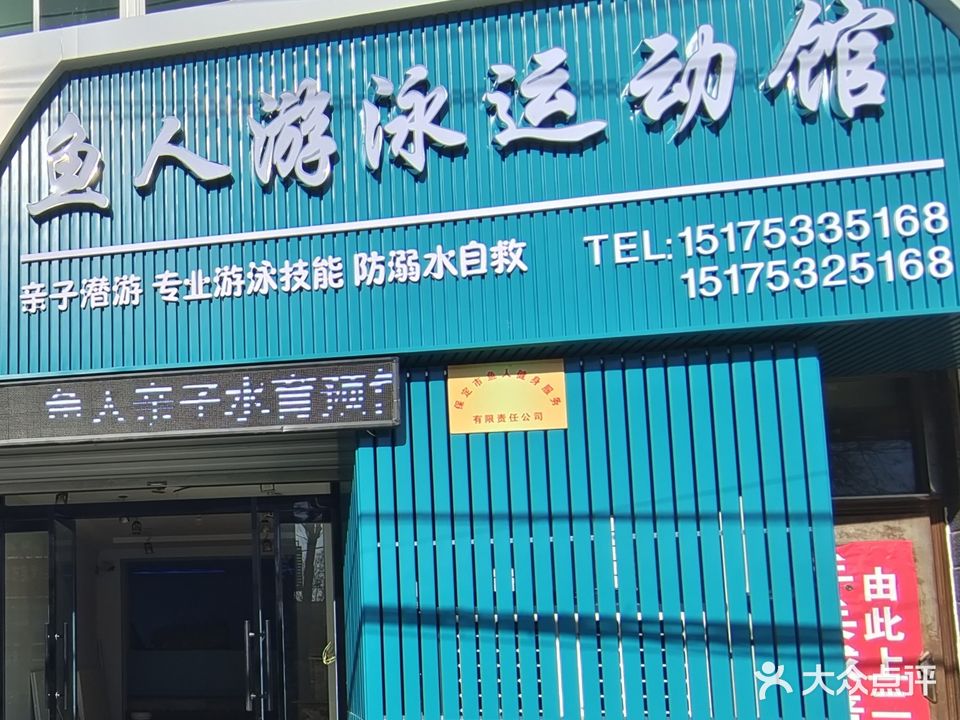 鱼人游泳运动馆
亲子潜游 专业游泳技能 防溺水自救
TEL:15175335168
15175325168
鱼人亲子水育
保定市鱼人健身服务
有限责任公司
由此上
大众点评